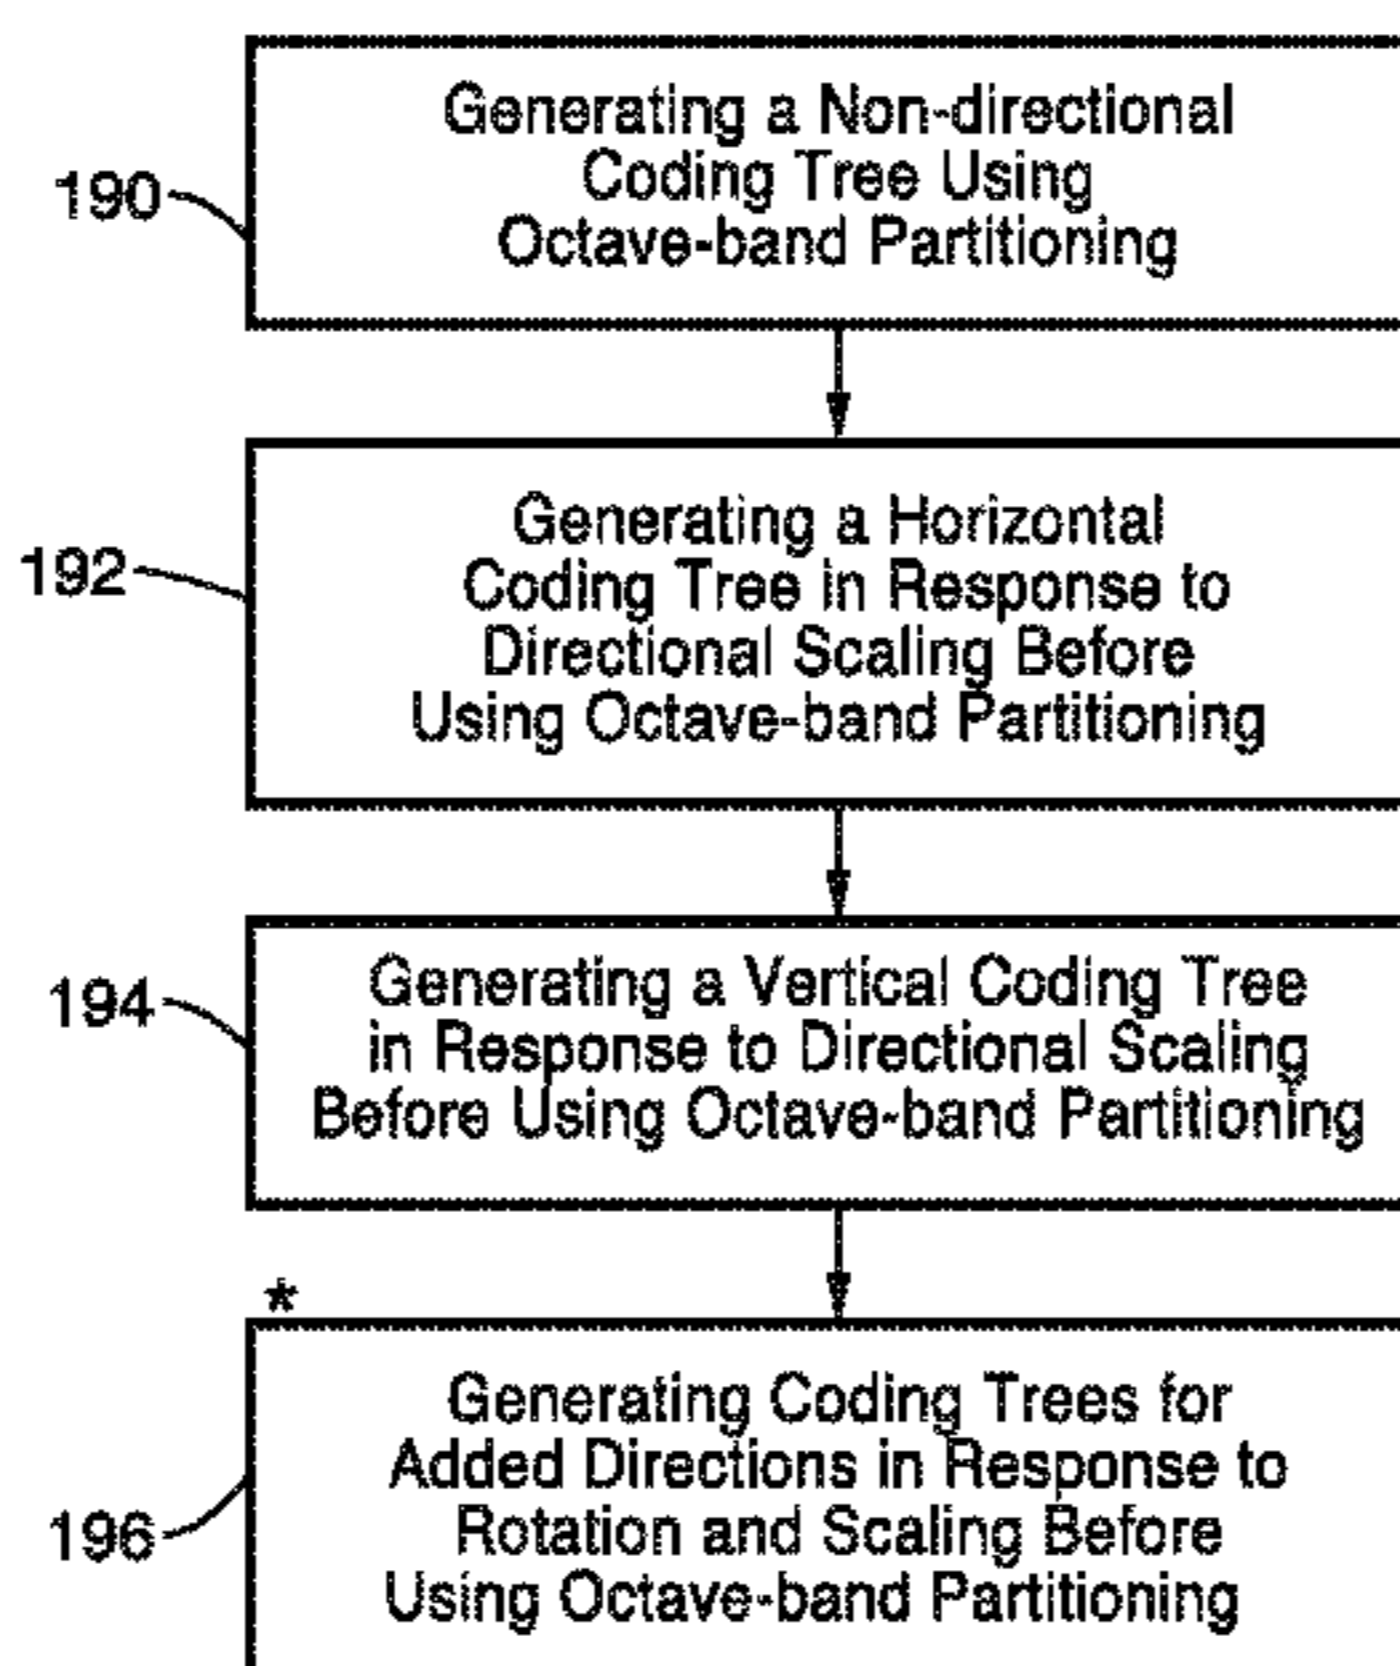 190
Generating a Non-directional
Coding Tree Using
Octave-band Partitioning
192
Generating a Horizontal
Coding Tree in Response to
Directional Scaling Before
Using Octave-band Partitioning
194
Generating a Vertical Coding Tree
in Response to Directional Scaling
Before Using Octave-band Partitioning
*
196
Generating Coding Trees for
Added Directions in Response to
Rotation and Scaling Before
Using Octave-band Partitioning